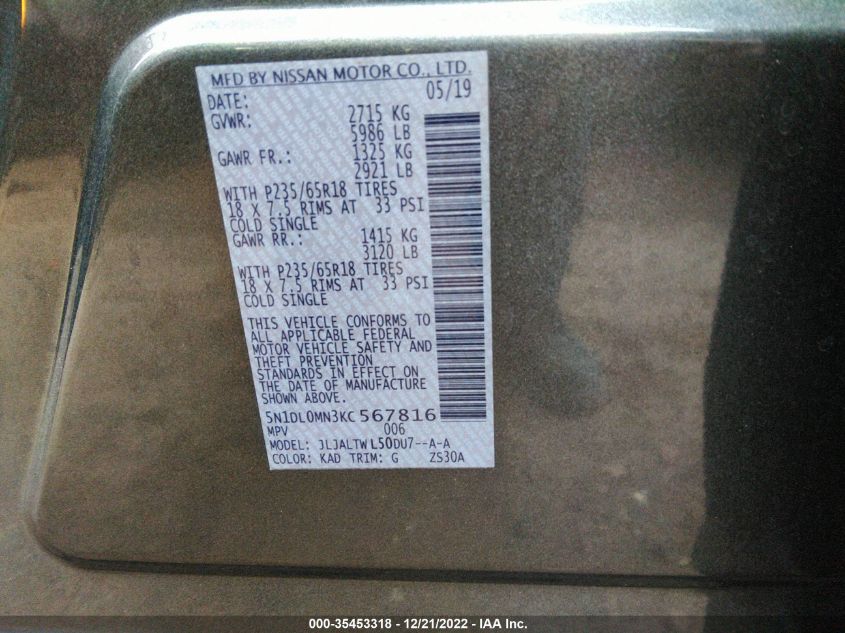 MFD BY NISSAN MOTOR CO., LTD.
DATE: 05/19
GVWR: 2715 KG
5986 LB
GAWR FR.: 1325 KG
2921 LB
WITH P235/65R18 TIRES
18 X 7.5 RIMS AT 33 PSI
COLD SINGLE
GAWR RR.: 1415 KG
3120 LB
WITH P235/65R18 TIRES
18 X 7.5 RIMS AT 33 PSI
COLD SINGLE
THIS VEHICLE CONFORMS TO
ALL APPLICABLE FEDERAL
MOTOR VEHICLE SAFETY AND
THEFT PREVENTION
STANDARDS IN EFFECT ON
THE DATE OF MANUFACTURE
SHOWN ABOVE.
5N1DL0MN3KC567816
MPV 006
MODEL: JLJALTWL50DU7--A-A
COLOR: KAD TRIM: G ZS30A
000-35453318 - 12/21/2022 - IAA Inc.